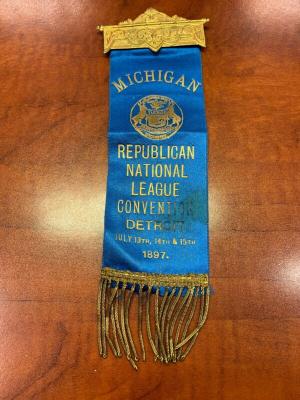 MICHIGAN
REPUBLICAN
NATIONAL
LEAGUE
CONVENTION
DETROIT
JULY 13TH, 14TH & 15TH
1897.